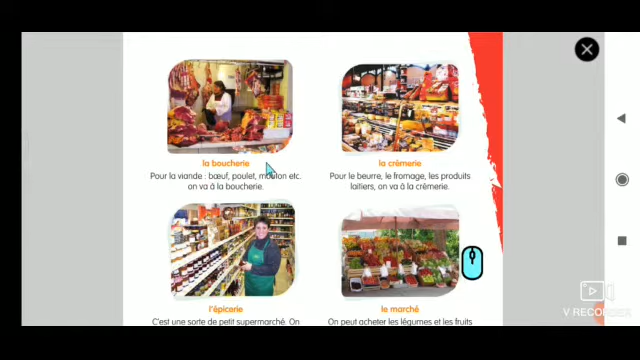 la boucherie
Pour la viande : bœuf, poulet, mouton etc.
on va à la boucherie.
la crèmerie
Pour le beurre, le fromage, les produits
laitiers, on va à la crèmerie.
l'épicerie
C'est une sorte de petit supermarché. On
le marché
On peut acheter les légumes et les fruits
V RECORDER